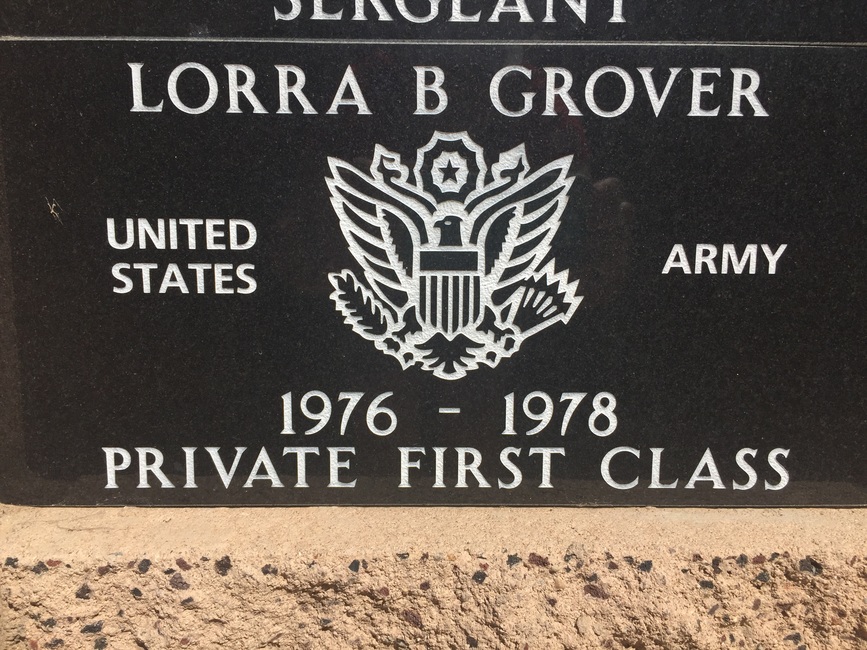 SERGEANT
LORRA B GROVER
UNITED
STATES
ARMY
1976 - 1978
PRIVATE FIRST CLASS